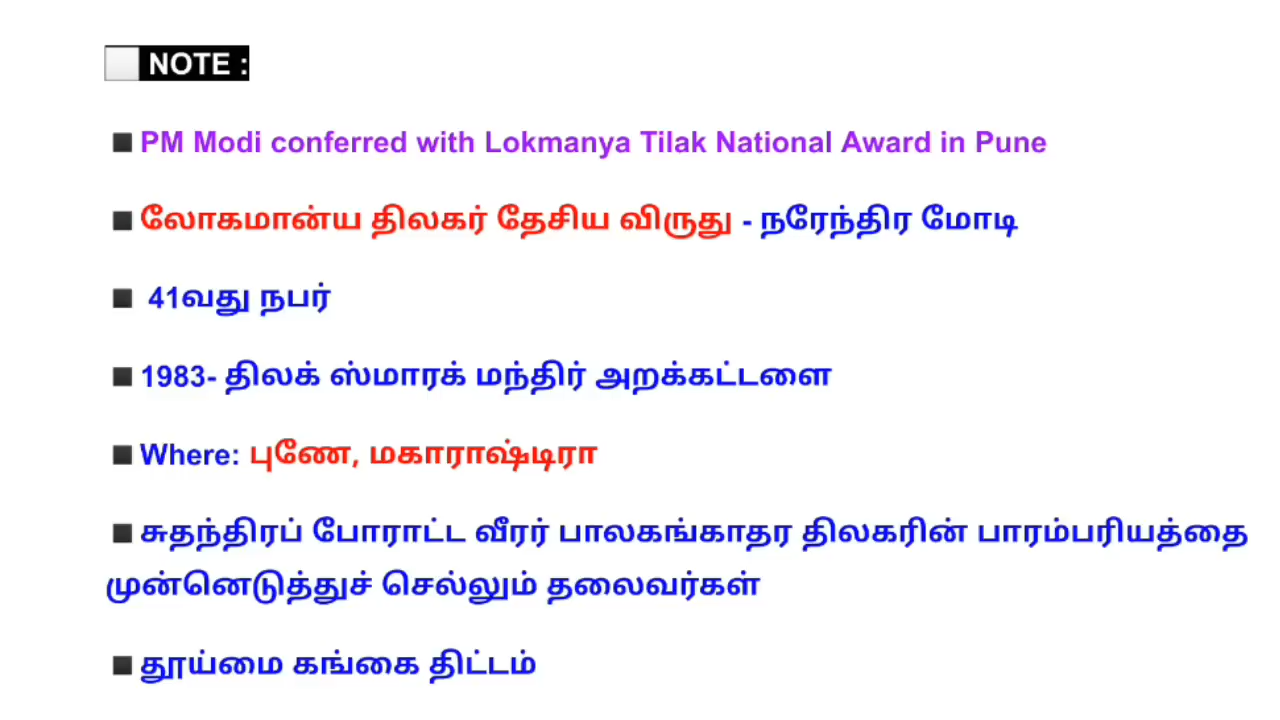 NOTE :
PM Modi conferred with Lokmanya Tilak National Award in Pune
லோகமான்ய திலகர் தேசிய விருது - நரேந்திர மோடி
41வது நபர்
1983- திலக் ஸ்மாரக் மந்திர் அறக்கட்டளை
Where: புணே, மகாராஷ்டிரா
சுதந்திரப் போராட்ட வீரர் பாலகங்காதர திலகரின் பாரம்பரியத்தை
முன்னெடுத்துச் செல்லும் தலைவர்கள்
தூய்மை கங்கை திட்டம்